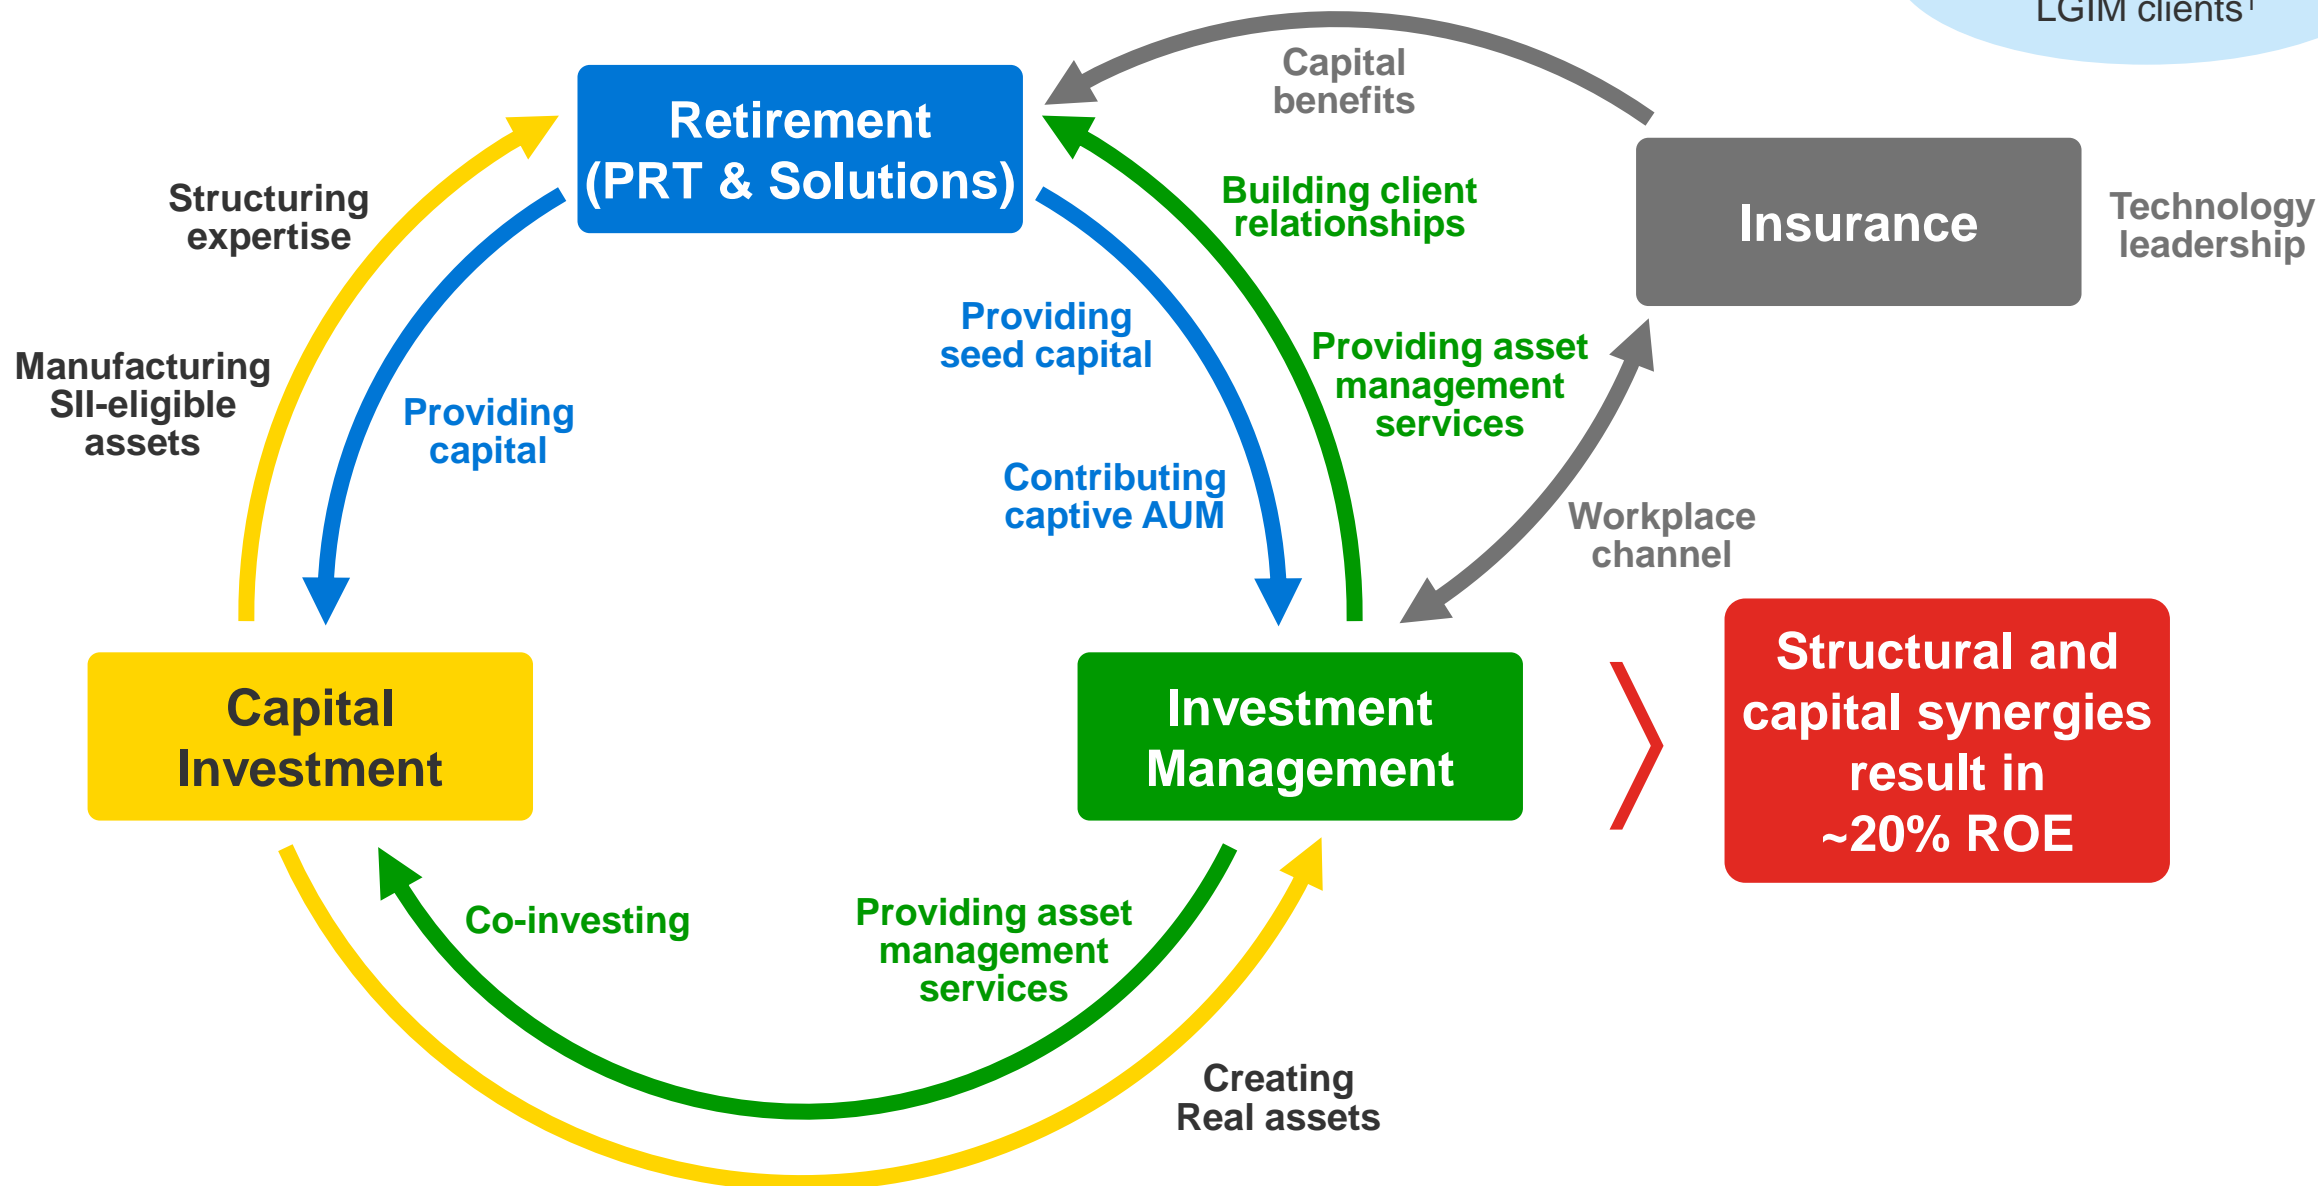 LGIM clients¹
Capital
benefits
Retirement
(PRT & Solutions)
Structuring
expertise
Building client
relationships
Insurance
Technology
leadership
Manufacturing
SII-eligible
assets
Providing
capital
Providing
seed capital
Providing asset
management
services
Contributing
captive AUM
Workplace
channel
Capital
Investment
Investment
Management
Structural and
capital synergies
result in
~20% ROE
Co-investing
Providing asset
management
services
Creating
Real assets